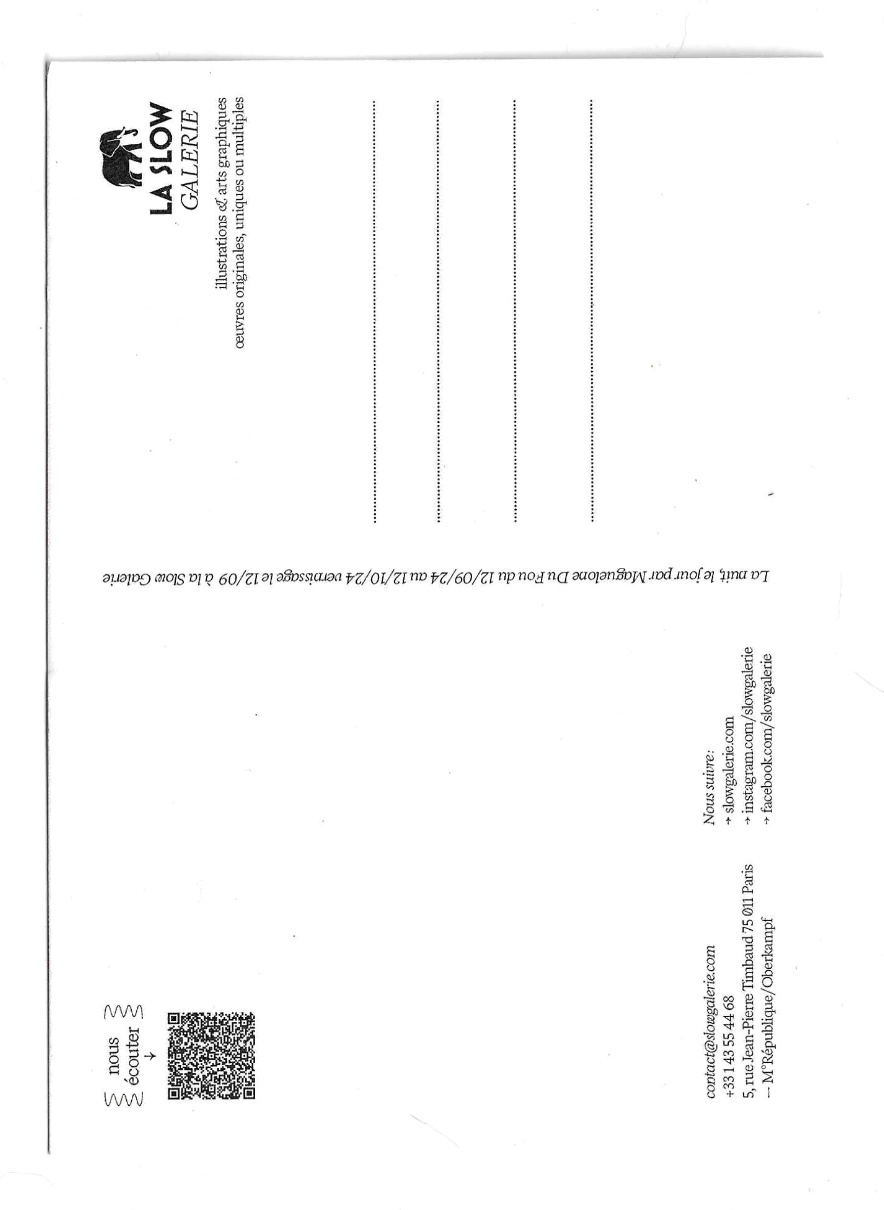 nous
écouter
↓
contact@slowgalerie.com
+33 1 43 55 44 68
5, rue Jean-Pierre Timbaud 75 011 Paris
— M°République/Oberkampf
Nous suivre:
→ slowgalerie.com
→ instagram.com/slowgalerie
→ facebook.com/slowgalerie
La nuit, le jour par Maguelone Du Fou du 12/09/24 au 12/10/24 vernissage le 12/09 à la Slow Galerie
LA SLOW
GALERIE
illustrations & arts graphiques
œuvres originales, uniques ou multiples